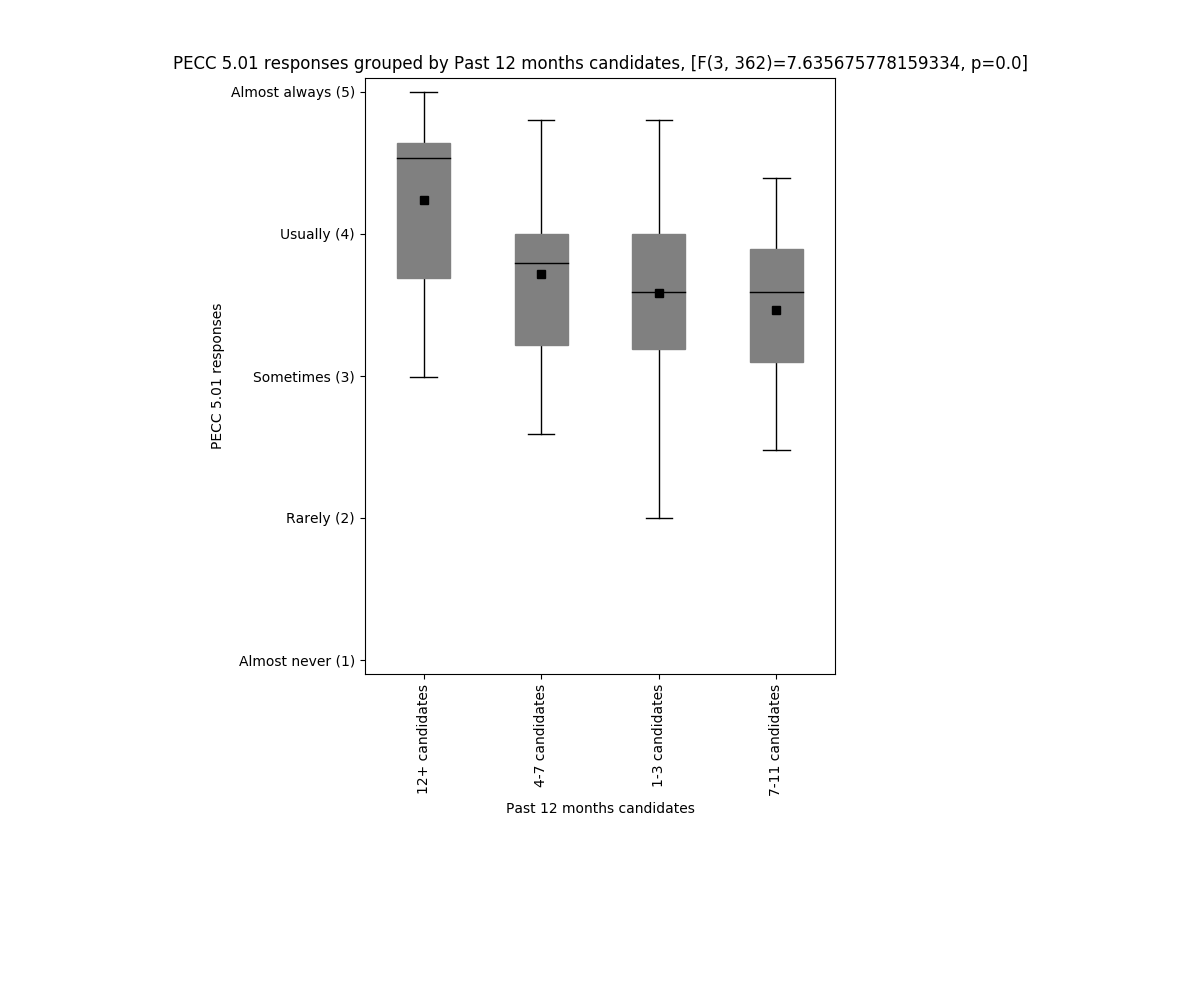 PECC 5.01 responses grouped by Past 12 months candidates, [F(3, 362)=7.635675778159334, p=0.0]
Almost always (5)
Usually (4)
Sometimes (3)
Rarely (2)
Almost never (1)
PECC 5.01 responses
12+ candidates
4-7 candidates
1-3 candidates
7-11 candidates
Past 12 months candidates